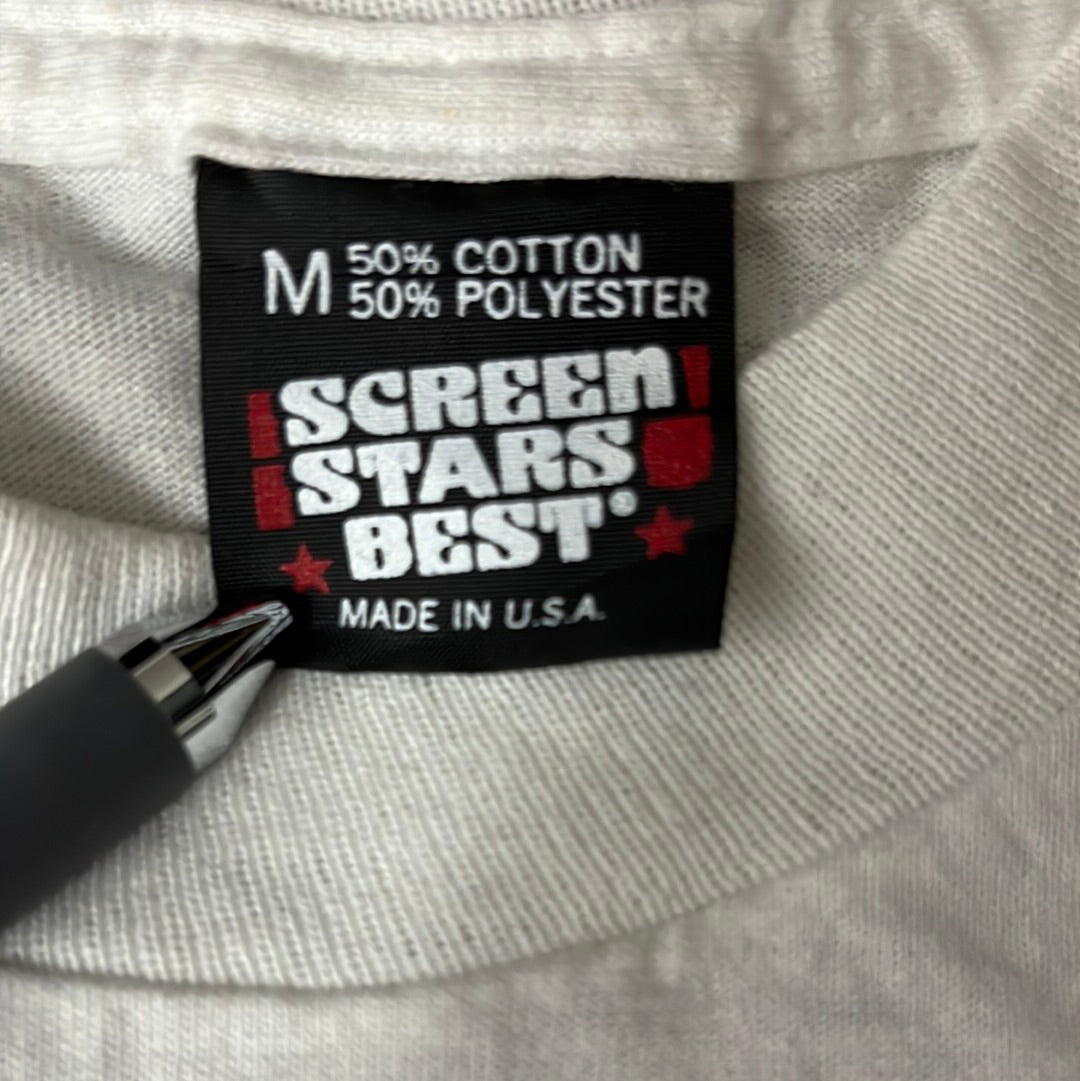 M 50% COTTON
50% POLYESTER
SCREEN
STARS
BEST®
MADE IN U.S.A.